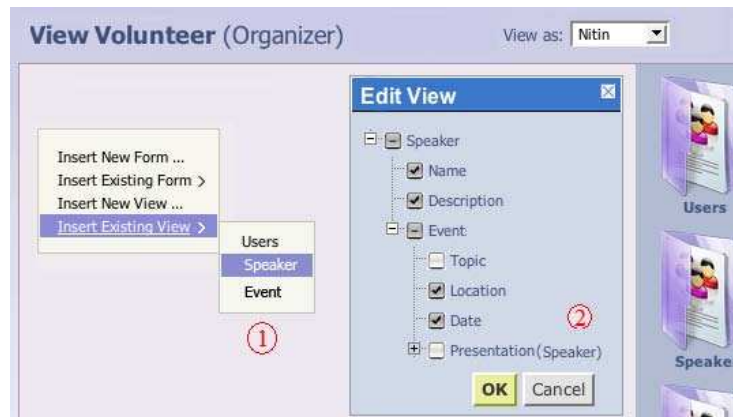 View Volunteer (Organizer)
View as: Nitin
Insert New Form ...
Insert Existing Form >
Insert New View ...
Insert Existing View >
Users
Speaker
Event
1
Edit View
Speaker
Name
Description
Event
Topic
Location
Date
2
Presentation(Speaker)
OK Cancel
Users
Speake